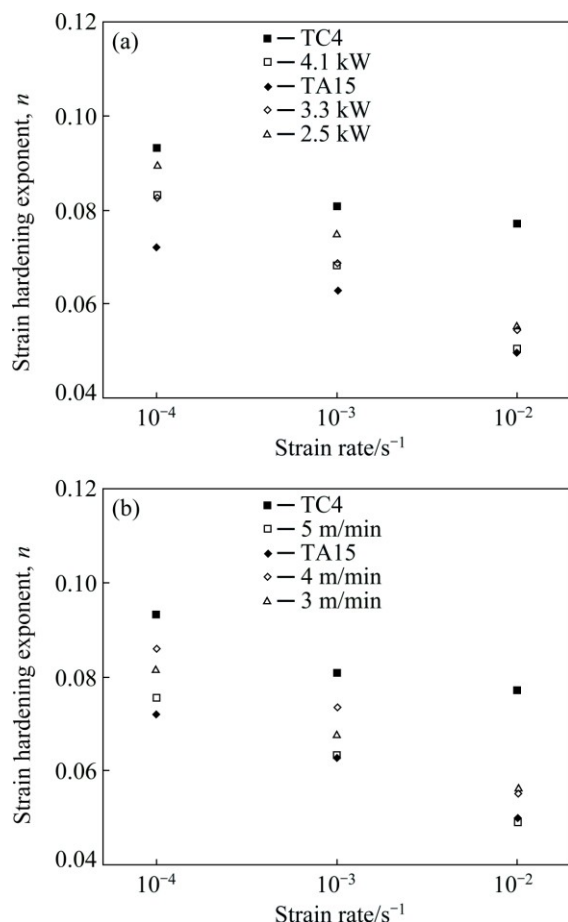 0.12
(a)
■ — TC4
□ — 4.1 kW
◆ — TA15
◇ — 3.3 kW
△ — 2.5 kW
0.10
0.08
0.06
0.04
Strain hardening exponent, n
10⁻⁴ 10⁻³ 10⁻²
Strain rate/s⁻¹
0.12
(b)
■ — TC4
□ — 5 m/min
◆ — TA15
◇ — 4 m/min
△ — 3 m/min
0.10
0.08
0.06
0.04
Strain hardening exponent, n
10⁻⁴ 10⁻³ 10⁻²
Strain rate/s⁻¹